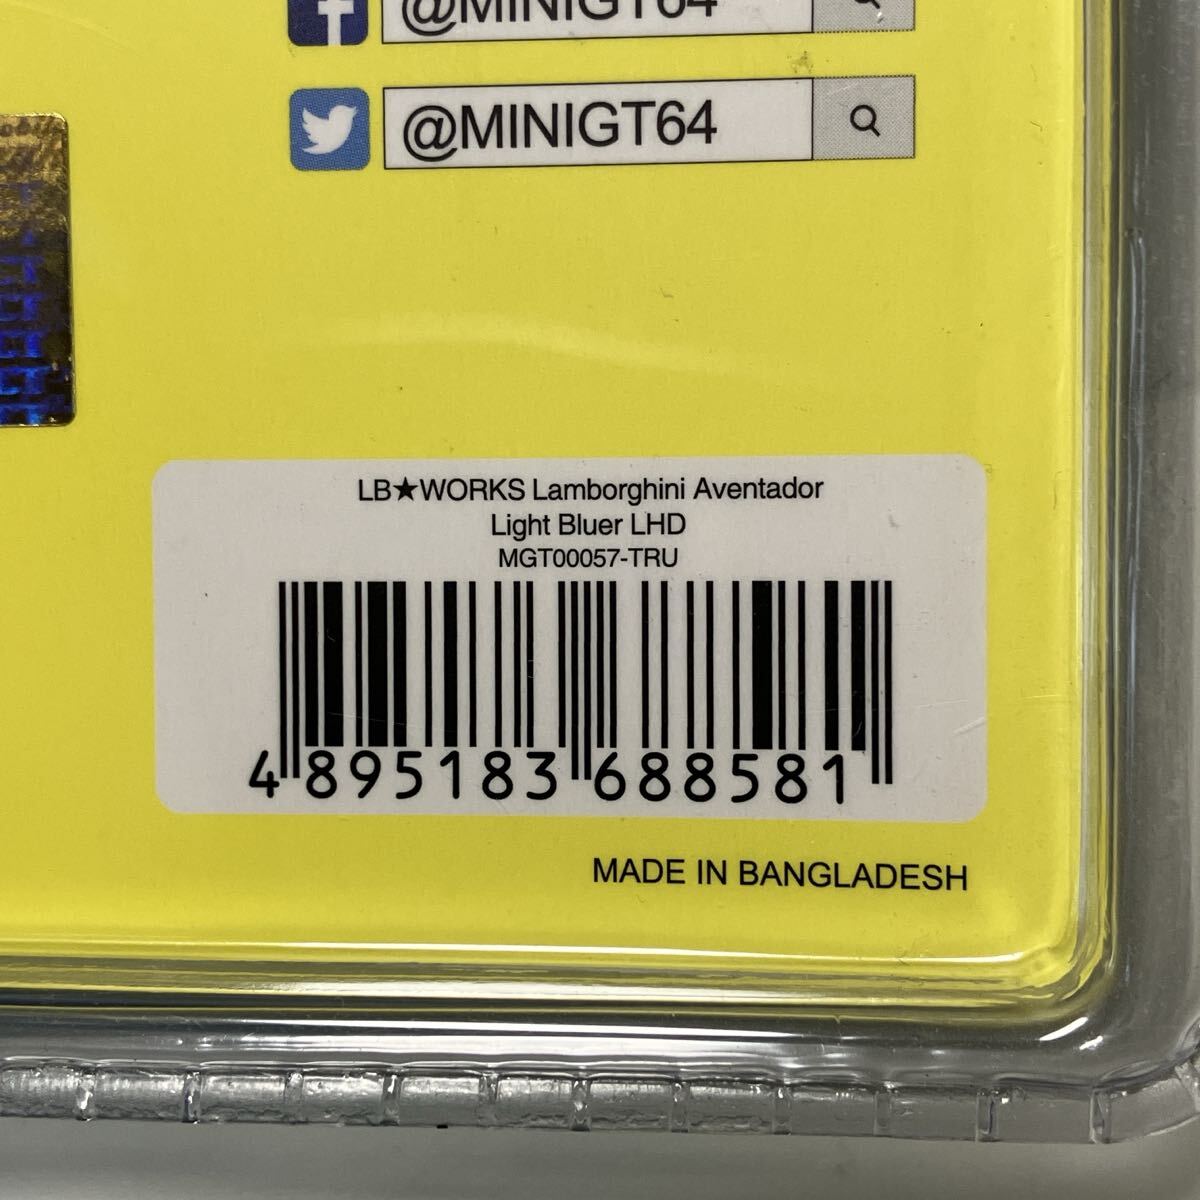 @MINIGT64
@MINIGT64
LB★WORKS Lamborghini Aventador
Light Bluer LHD
MGT00057-TRU
4 895183 688581
MADE IN BANGLADESH